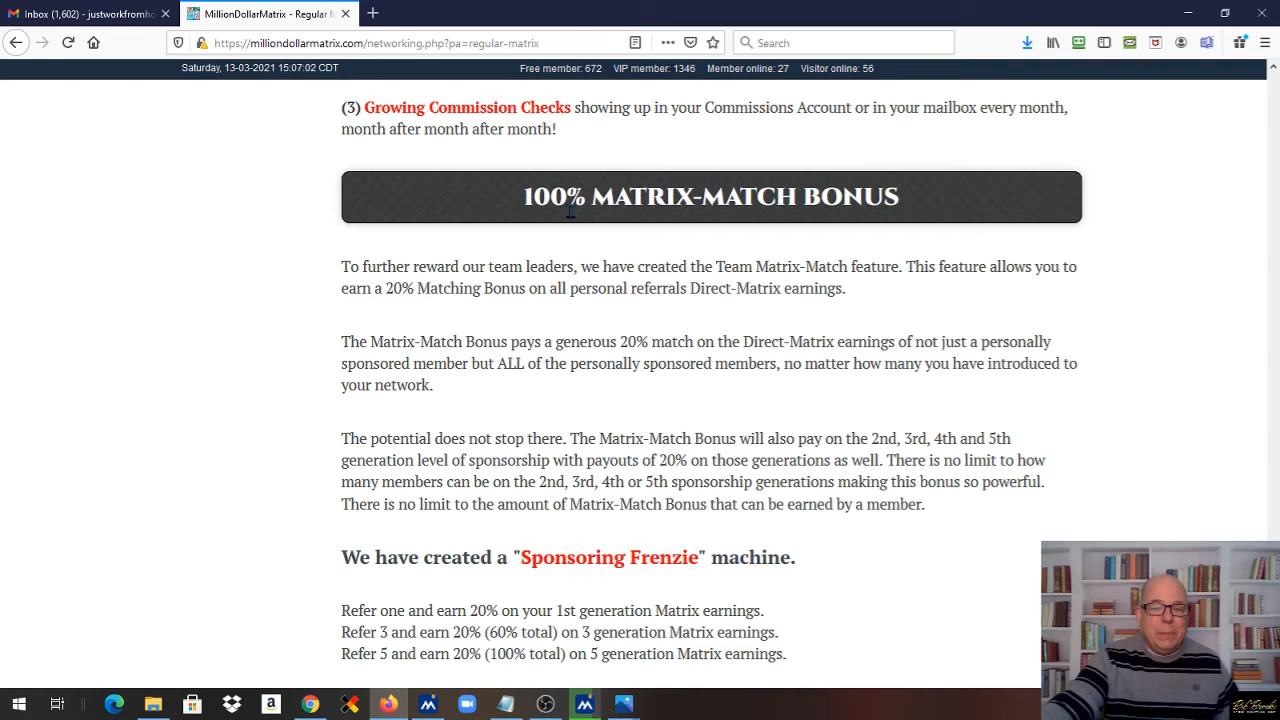 Inbox (1,602) - justworkfromho
MillionDollarMatrix - Regular M
https://milliondollarmatrix.com/networking.php?pa=regular-matrix
Search
Saturday, 13-03-2021 15:07:02 CDT
Free member: 672 VIP member: 1346 Member online: 27 Visitor online: 56
(3) Growing Commission Checks showing up in your Commissions Account or in your mailbox every month,
month after month after month!
100% MATRIX-MATCH BONUS
To further reward our team leaders, we have created the Team Matrix-Match feature. This feature allows you to
earn a 20% Matching Bonus on all personal referrals Direct-Matrix earnings.
The Matrix-Match Bonus pays a generous 20% match on the Direct-Matrix earnings of not just a personally
sponsored member but ALL of the personally sponsored members, no matter how many you have introduced to
your network.
The potential does not stop there. The Matrix-Match Bonus will also pay on the 2nd, 3rd, 4th and 5th
generation level of sponsorship with payouts of 20% on those generations as well. There is no limit to how
many members can be on the 2nd, 3rd, 4th or 5th sponsorship generations making this bonus so powerful.
There is no limit to the amount of Matrix-Match Bonus that can be earned by a member.
We have created a "Sponsoring Frenzie" machine.
Refer one and earn 20% on your 1st generation Matrix earnings.
Refer 3 and earn 20% (60% total) on 3 generation Matrix earnings.
Refer 5 and earn 20% (100% total) on 5 generation Matrix earnings.